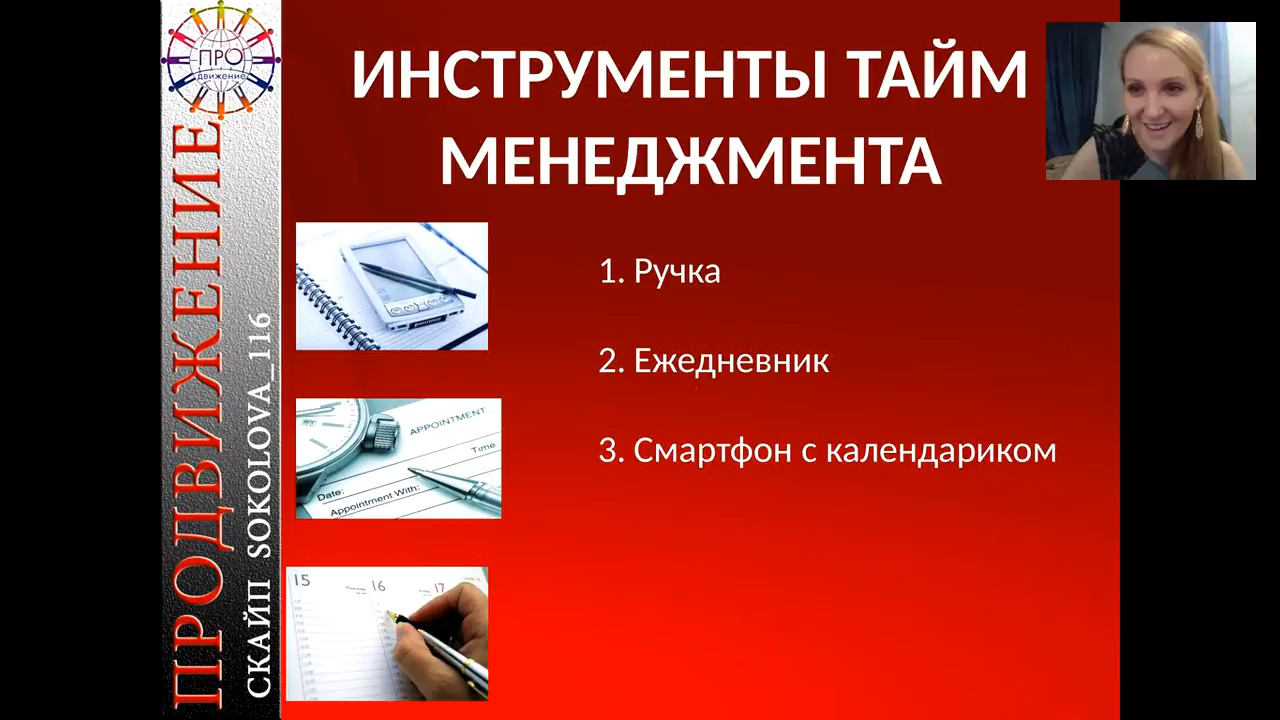 ПРО
движение
ПРОДВИЖЕНИЕ
СКАЙП SOKOLOVA_116
ИНСТРУМЕНТЫ ТАЙМ
МЕНЕДЖМЕНТА
1. Ручка
2. Ежедневник
3. Смартфон с календариком
APPOINTMENT
Time
Date:
Appointment With:
15
16
17